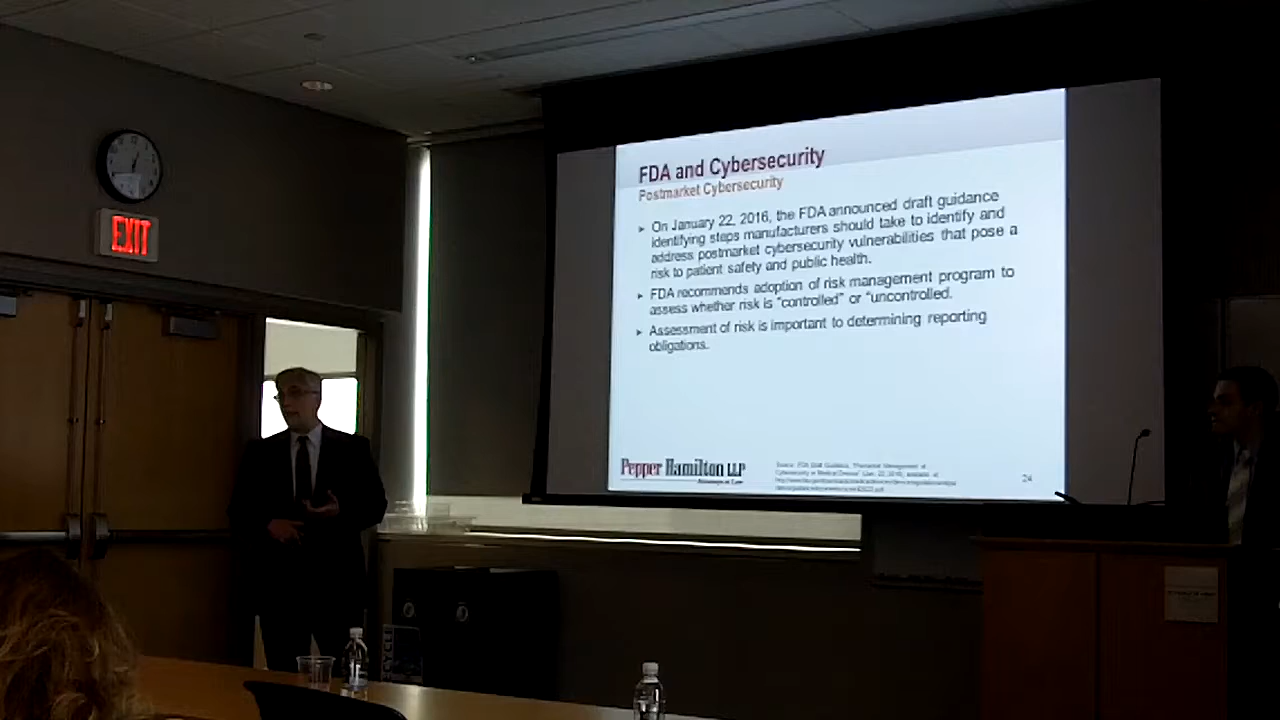 EXIT
FDA and Cybersecurity
Postmarket Cybersecurity
On January 22, 2016, the FDA announced draft guidance
identifying steps manufacturers should take to identify and
address postmarket cybersecurity vulnerabilities that pose a
risk to patient safety and public health.
FDA recommends adoption of risk management program to
assess whether risk is "controlled" or "uncontrolled.
Assessment of risk is important to determining reporting
obligations.
Pepper Hamilton LLP
Attorneys at Law
24